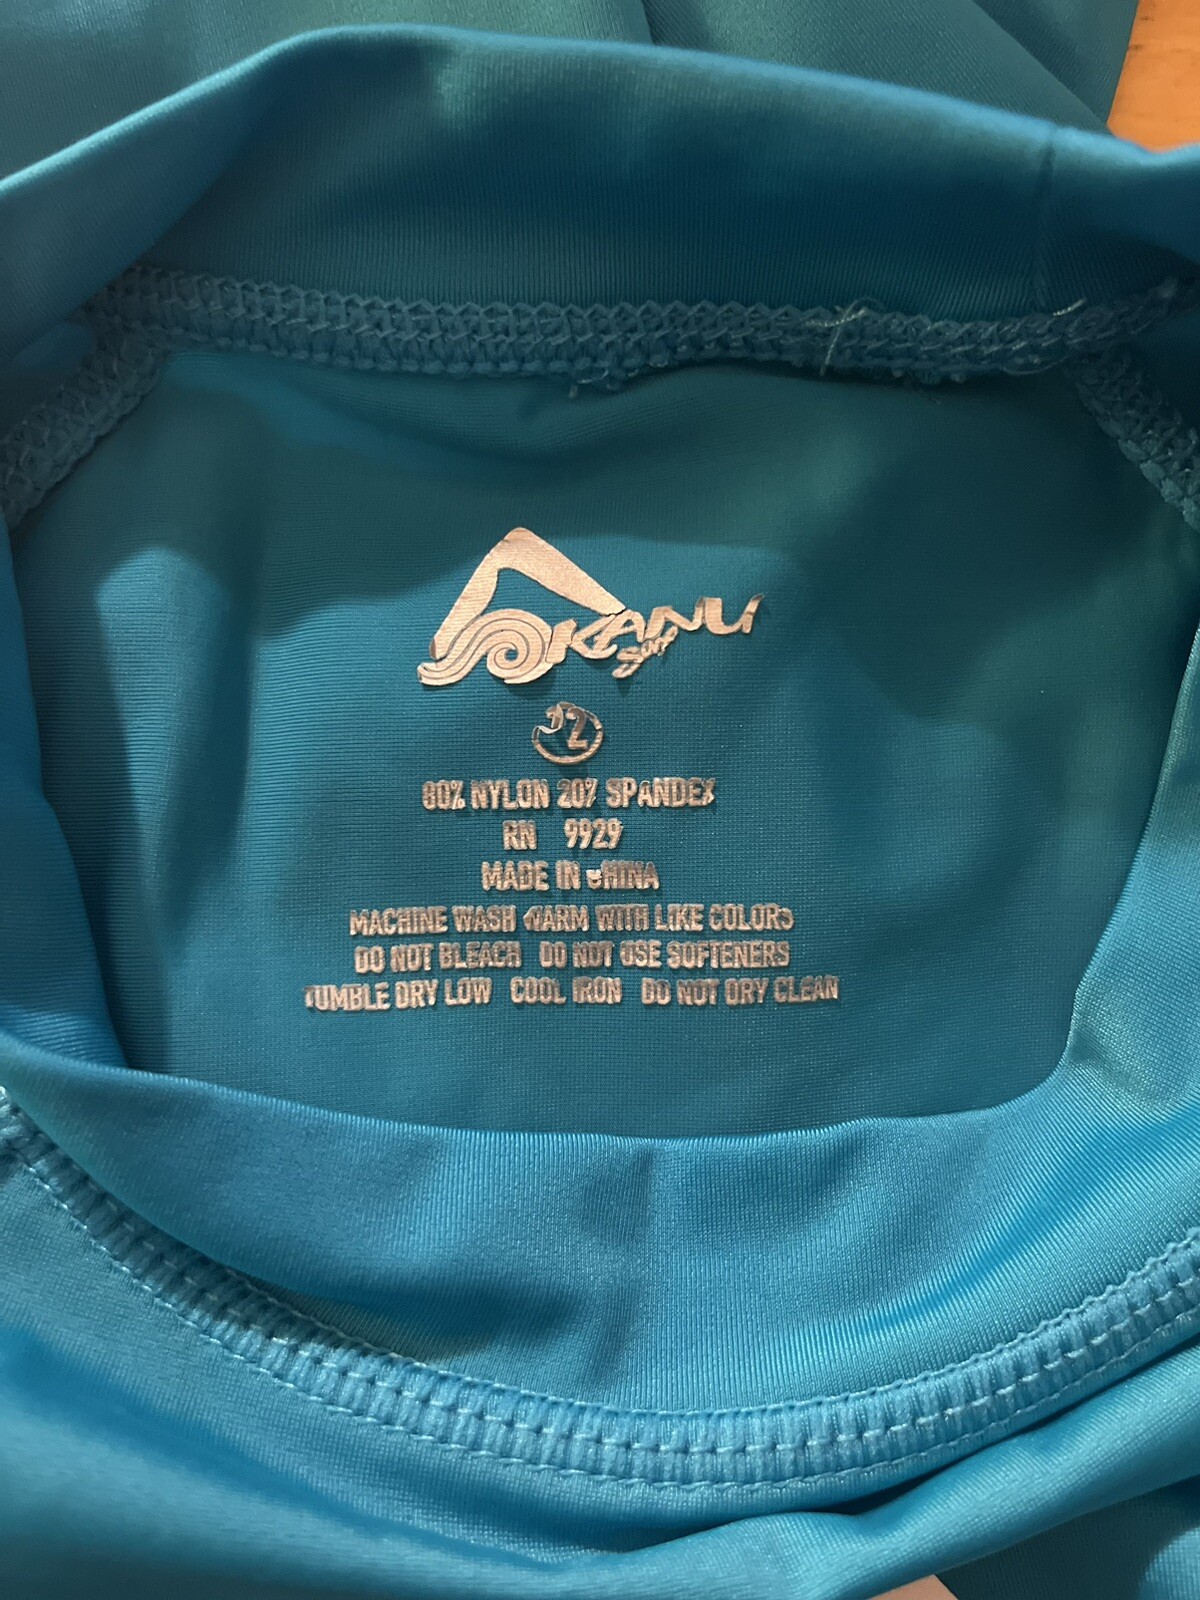 KANU
Surf
12
80% NYLON 20% SPANDEX
RN 9929
MADE IN CHINA
MACHINE WASH WARM WITH LIKE COLORS
DO NOT BLEACH DO NOT USE SOFTENERS
TUMBLE DRY LOW COOL IRON DO NOT DRY CLEAN